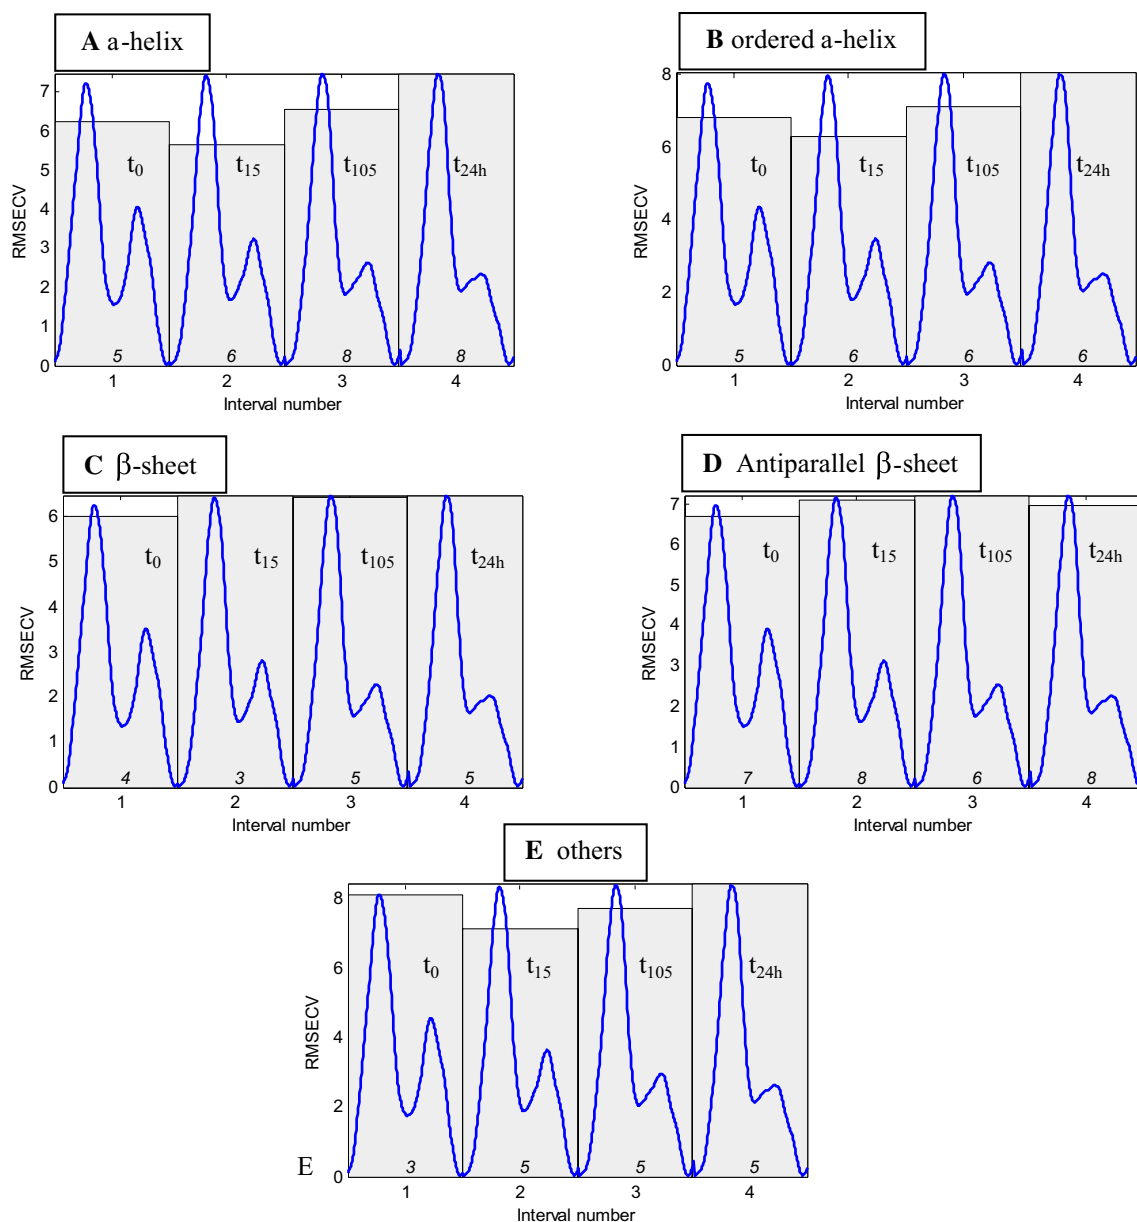 A a-helix
7
6
5
4
3
2
1
0
RMSECV
t0
t15
t105
t24h
5
6
8
8
1
2
3
4
Interval number
B ordered a-helix
8
6
4
2
0
RMSECV
t0
t15
t105
t24h
5
6
6
6
1
2
3
4
Interval number
C β-sheet
6
5
4
3
2
1
0
RMSECV
t0
t15
t105
t24h
4
3
5
5
1
2
3
4
Interval number
D Antiparallel β-sheet
7
6
5
4
3
2
1
0
RMSECV
t0
t15
t105
t24h
7
8
6
8
1
2
3
4
Interval number
E others
8
6
4
2
0
RMSECV
t0
t15
t105
t24h
E
3
5
5
5
1
2
3
4
Interval number